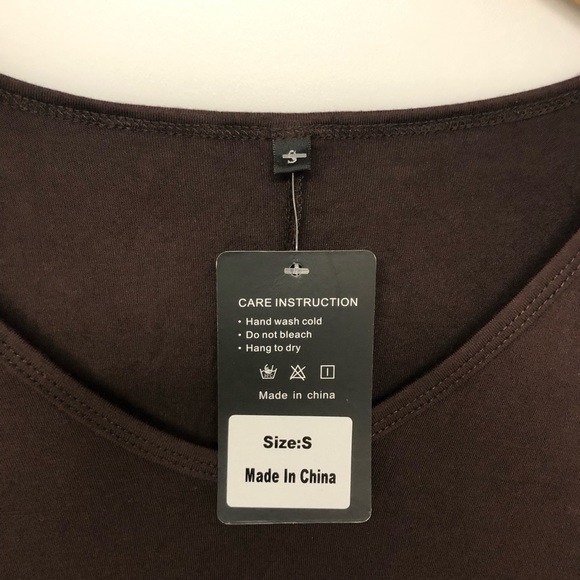 S
CARE INSTRUCTION
• Hand wash cold
• Do not bleach
• Hang to dry
Made in china
Size:S
Made In China